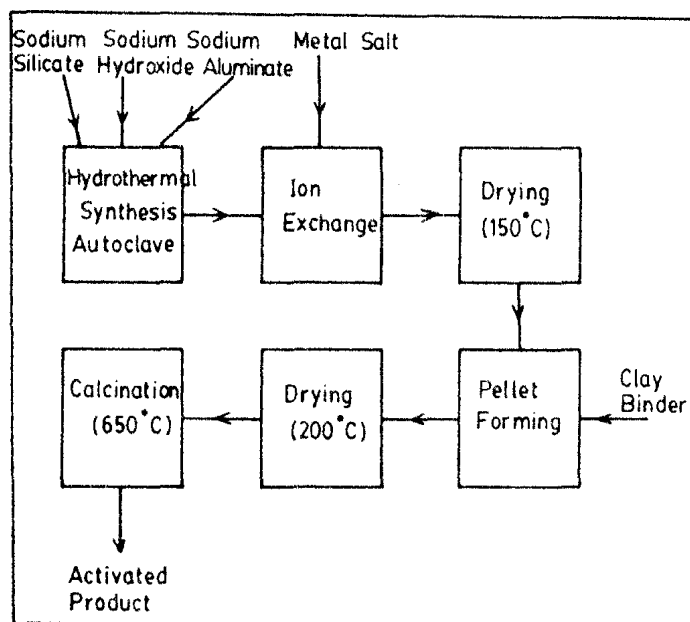 Sodium Sodium Sodium
Silicate Hydroxide Aluminate
Metal Salt
Hydrothermal
Synthesis
Autoclave
Ion
Exchange
Drying
(150°C)
Calcination
(650°C)
Drying
(200°C)
Pellet
Forming
Clay
Binder
Activated
Product